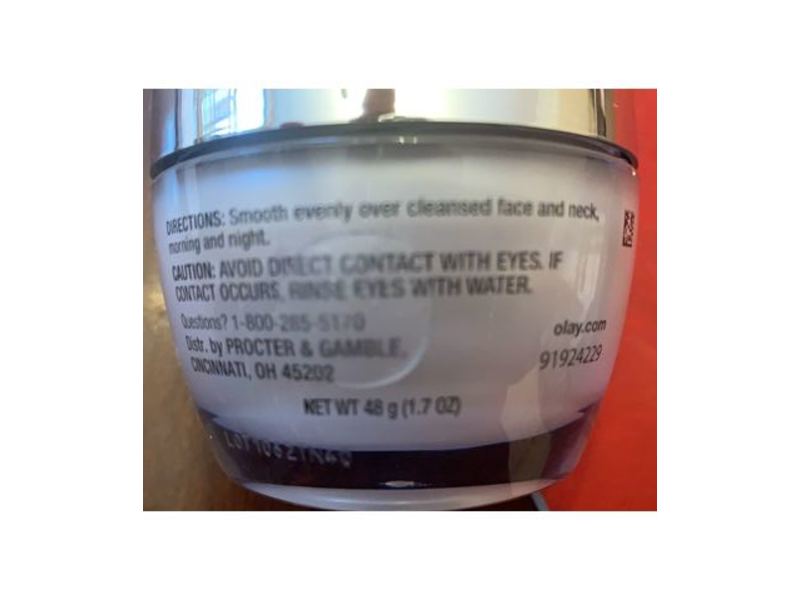 DIRECTIONS: Smooth evenly over cleansed face and neck,
morning and night.
CAUTION: AVOID DIRECT CONTACT WITH EYES. IF
CONTACT OCCURS, RINSE EYES WITH WATER.
Questions? 1-800-285-5170
Distr. by PROCTER & GAMBLE,
CINCINNATI, OH 45202
olay.com
91924229
NET WT 48 g (1.7 OZ)